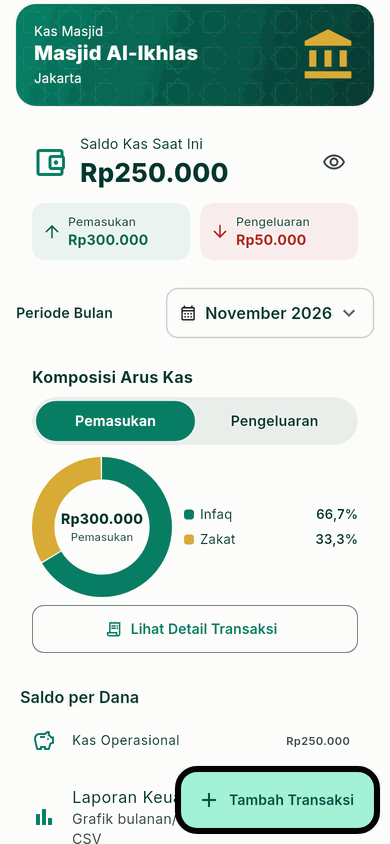 Kas Masjid
Masjid Al-Ikhlas
Jakarta
Saldo Kas Saat Ini
Rp250.000
Pemasukan
Rp300.000
Pengeluaran
Rp50.000
Periode Bulan
November 2026
Komposisi Arus Kas
Pemasukan
Pengeluaran
Rp300.000
Pemasukan
Infaq 66,7%
Zakat 33,3%
Lihat Detail Transaksi
Saldo per Dana
Kas Operasional Rp250.000
Laporan Keua
Grafik bulanan/
CSV
Tambah Transaksi